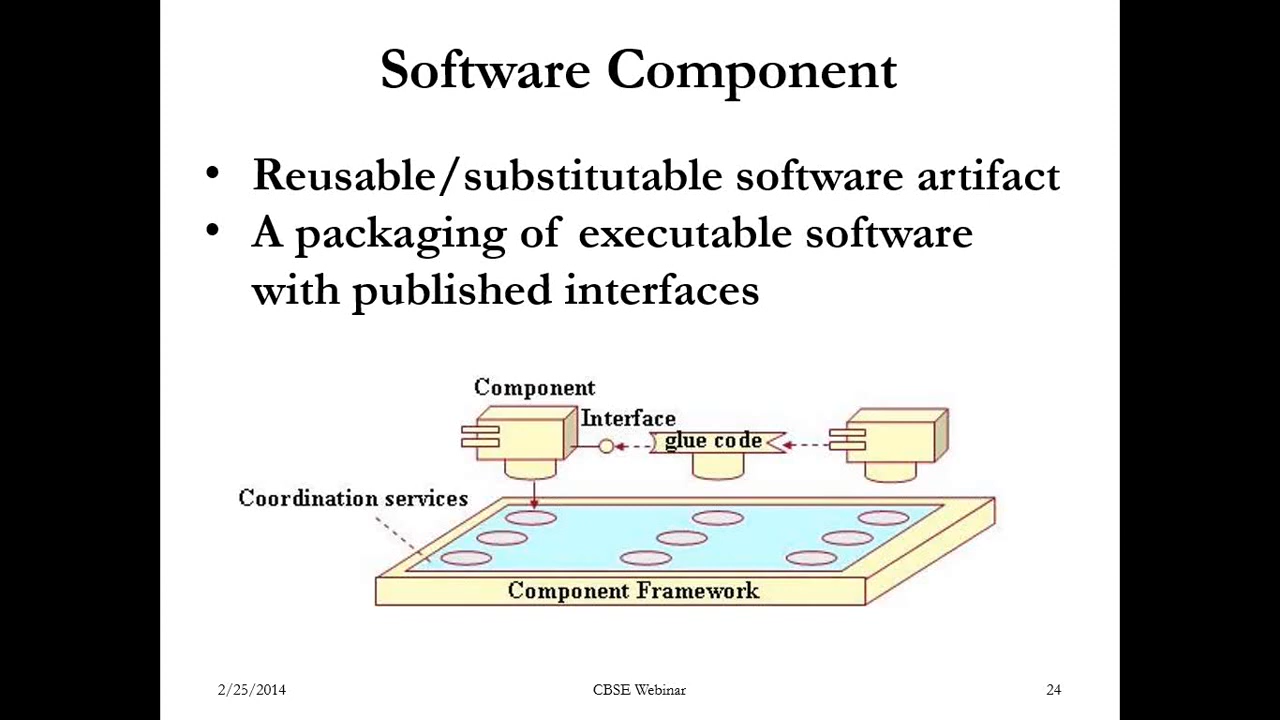 Software Component
• Reusable/substitutable software artifact
• A packaging of executable software
with published interfaces
Component
Interface
glue code
Coordination services
Component Framework
2/25/2014
CBSE Webinar
24